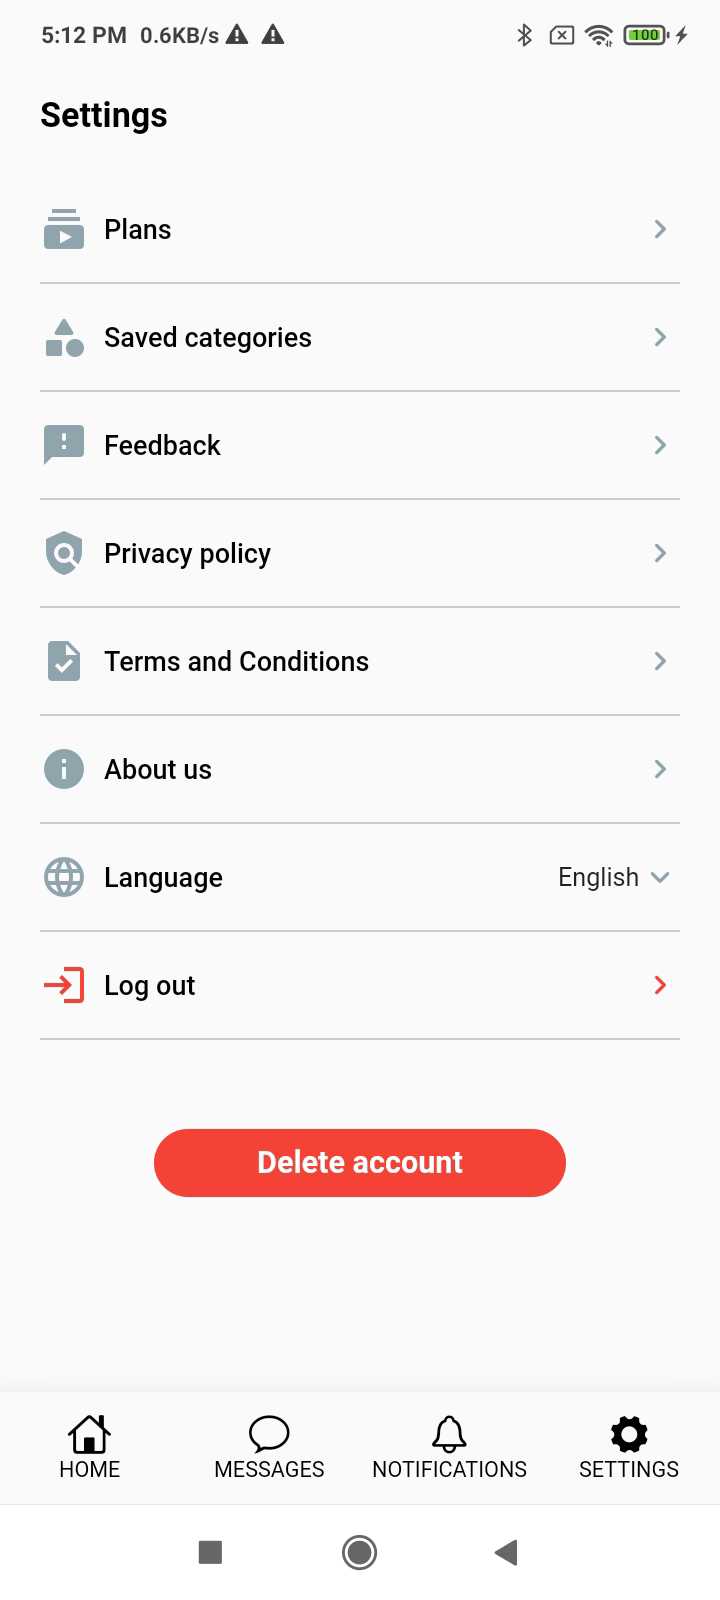 5:12 PM 0.6KB/s
100
Settings
Plans
Saved categories
Feedback
Privacy policy
Terms and Conditions
About us
Language English
Log out
Delete account
HOME MESSAGES NOTIFICATIONS SETTINGS